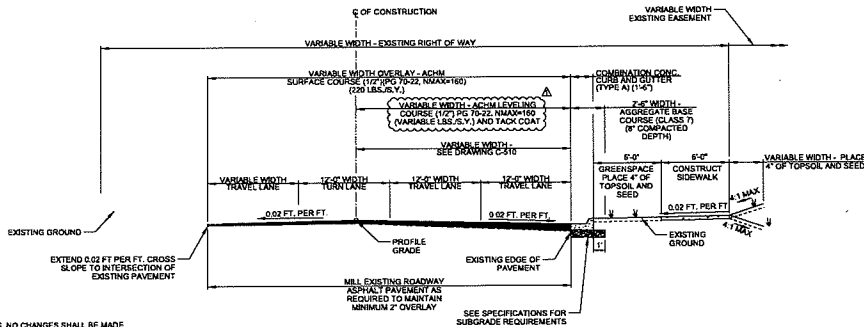 ℄ OF CONSTRUCTION
VARIABLE WIDTH
EXISTING EASEMENT
VARIABLE WIDTH - EXISTING RIGHT OF WAY
VARIABLE WIDTH OVERLAY - ACHM
SURFACE COURSE (1/2")(PG 70-22, NMAX=160)
(220 LBS./S.Y.)
COMBINATION CONC.
CURB AND GUTTER
(TYPE A) (1'-6")
VARIABLE WIDTH - ACHM LEVELING
COURSE (1/2") PG 70-22, NMAX=160
(VARIABLE LBS./S.Y.) AND TACK COAT
2'-6" WIDTH -
AGGREGATE BASE
COURSE (CLASS 7)
(8" COMPACTED
DEPTH)
VARIABLE WIDTH -
SEE DRAWING C-510
VARIABLE WIDTH
TRAVEL LANE
12'-0" WIDTH
TURN LANE
12'-0" WIDTH
TRAVEL LANE
12'-0" WIDTH
TRAVEL LANE
GREENSPACE
PLACE 4" OF
TOPSOIL AND
SEED
CONSTRUCT
SIDEWALK
VARIABLE WIDTH - PLACE
4" OF TOPSOIL AND SEED
0.02 FT. PER FT.
0.02 FT. PER FT.
0.02 FT. PER FT.
4:1 MAX
4:1 MAX
EXISTING GROUND
PROFILE
GRADE
EXISTING EDGE OF
PAVEMENT
1'
EXISTING
GROUND
EXTEND 0.02 FT PER FT. CROSS
SLOPE TO INTERSECTION OF
EXISTING PAVEMENT
MILL EXISTING ROADWAY
ASPHALT PAVEMENT AS
REQUIRED TO MAINTAIN
MINIMUM 2" OVERLAY
SEE SPECIFICATIONS FOR
SUBGRADE REQUIREMENTS
NO CHANGES SHALL BE MADE